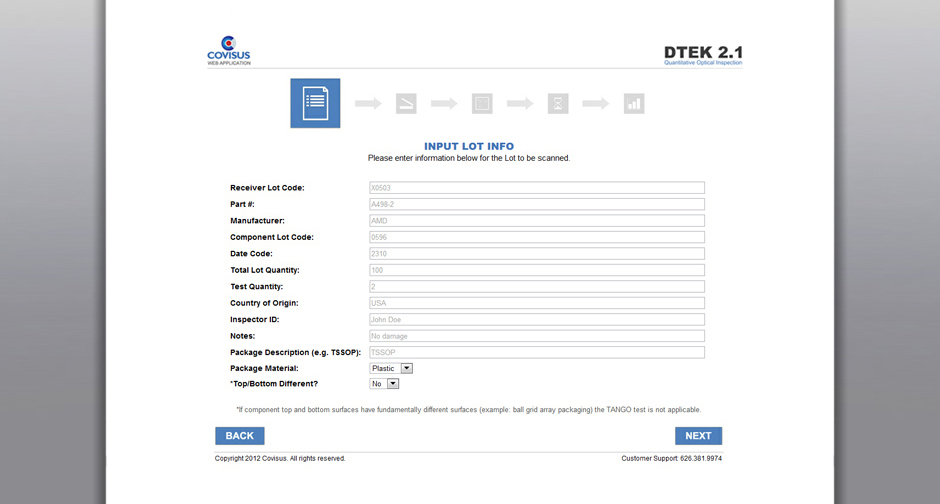 COVISUS
WEB APPLICATION
DTEK 2.1
Quantitative Optical Inspection
INPUT LOT INFO
Please enter information below for the Lot to be scanned.
Receiver Lot Code: X0503
Part #: A498-2
Manufacturer: AMD
Component Lot Code: 0596
Date Code: 2310
Total Lot Quantity: 100
Test Quantity: 2
Country of Origin: USA
Inspector ID: John Doe
Notes: No damage
Package Description (e.g. TSSOP): TSSOP
Package Material: Plastic
*Top/Bottom Different? No
*If component top and bottom surfaces have fundamentally different surfaces (example: ball grid array packaging) the TANGO test is not applicable.
BACK NEXT
Copyright 2012 Covisus. All rights reserved. Customer Support: 626.381.9974